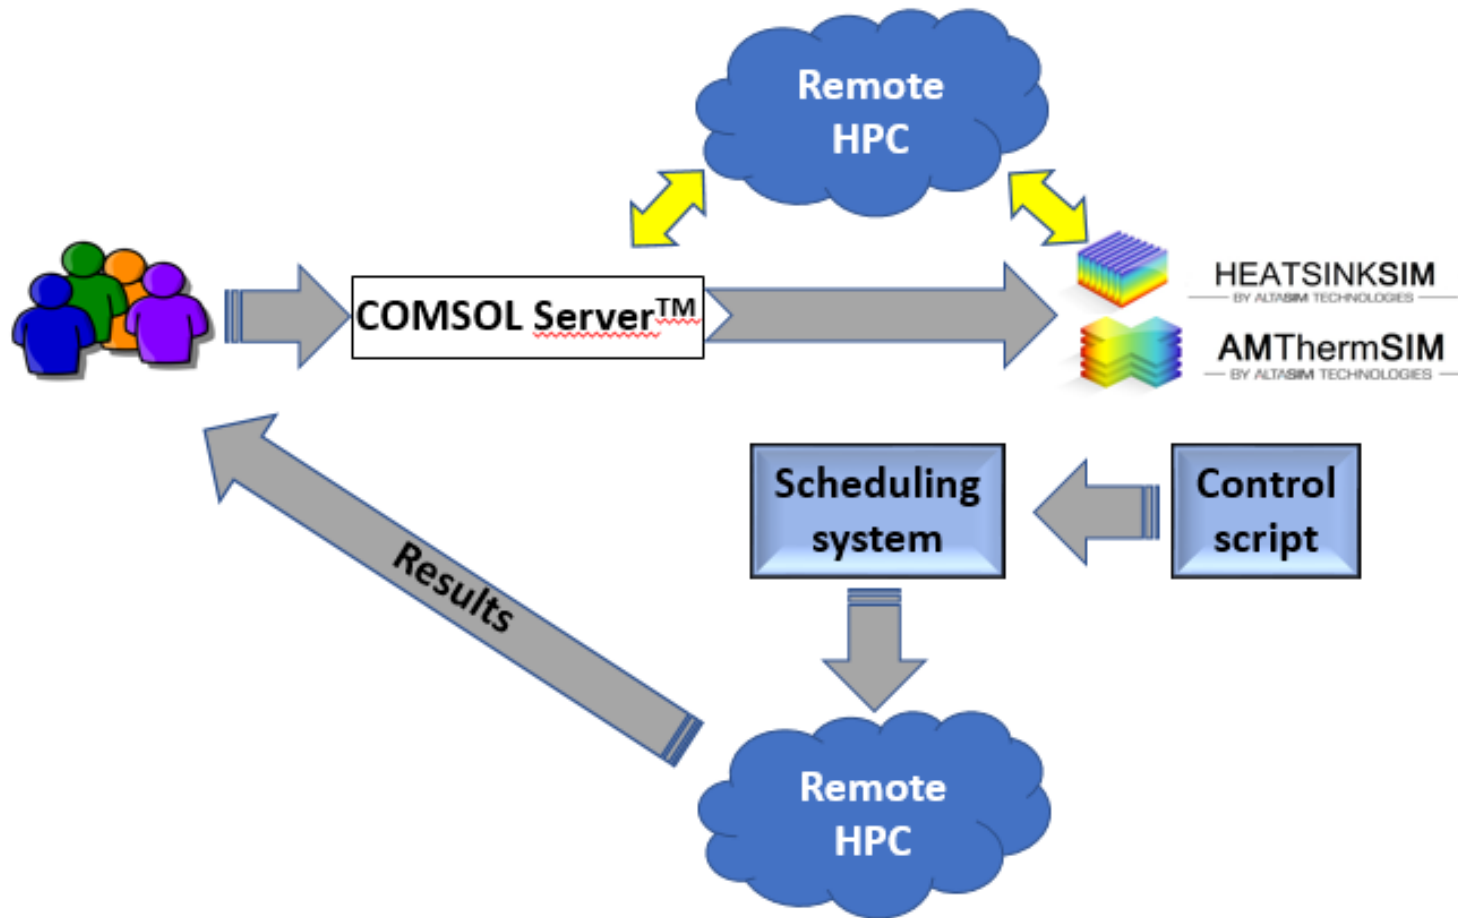 Remote
HPC
COMSOL Server™
HEATSINKSIM
BY ALTASIM TECHNOLOGIES
AMThermSIM
BY ALTASIM TECHNOLOGIES
Scheduling
system
Control
script
Results
Remote
HPC